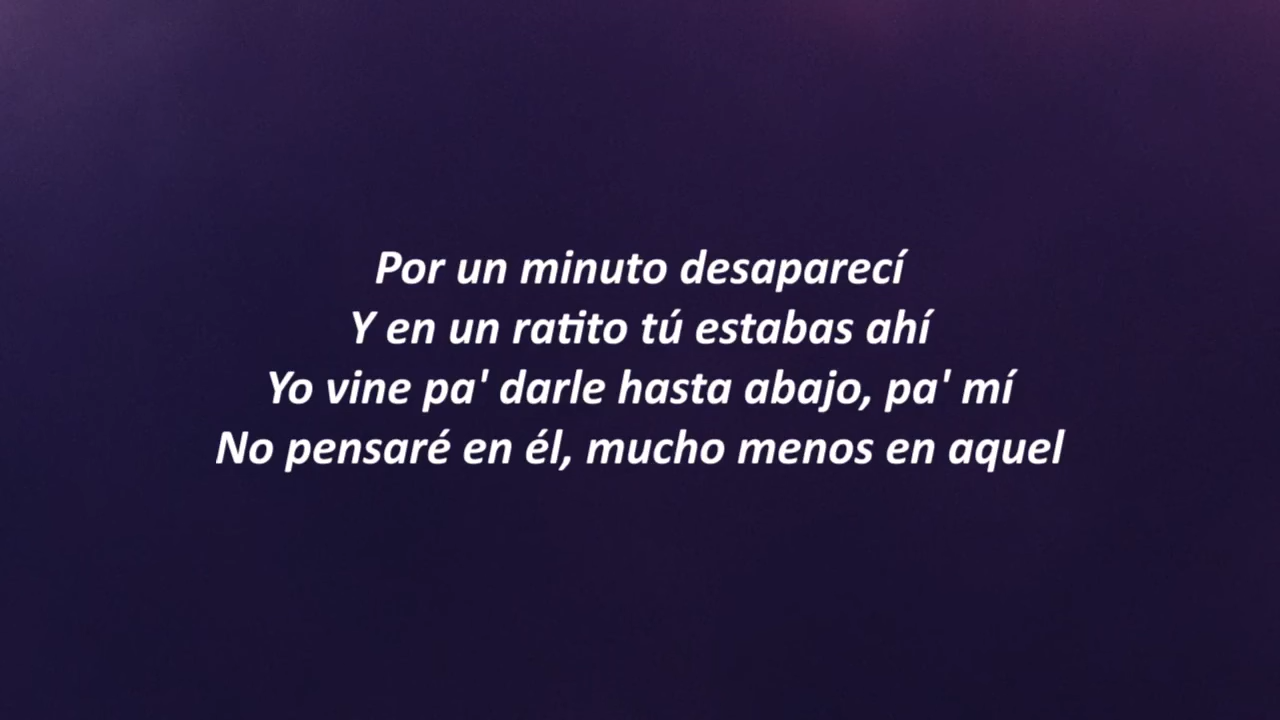 Por un minuto desaparecí
Y en un ratito tú estabas ahí
Yo vine pa' darle hasta abajo, pa' mí
No pensaré en él, mucho menos en aquel